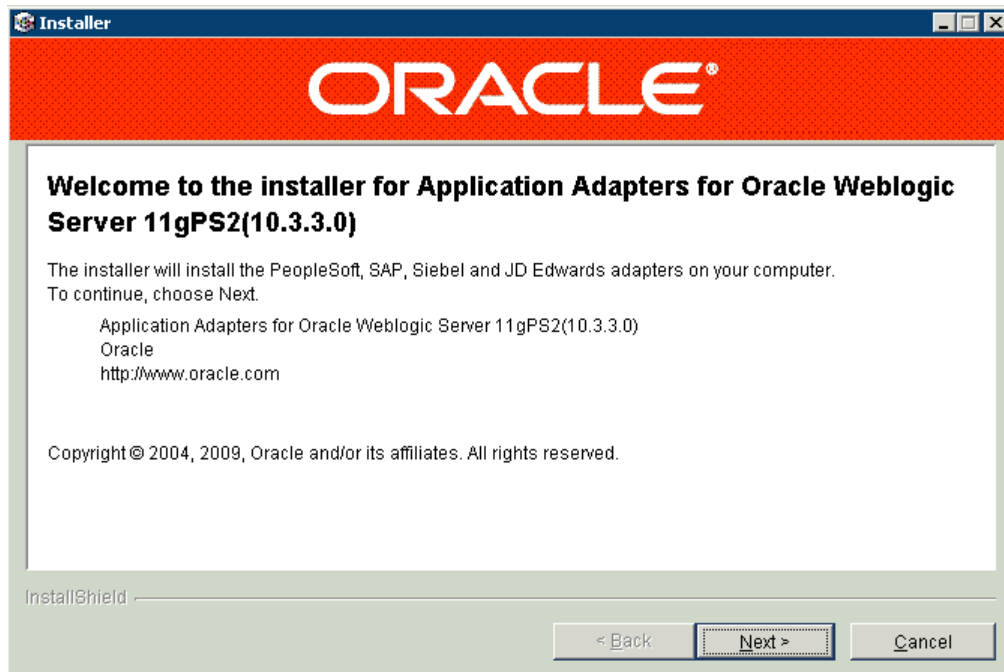 Installer
ORACLE®
Welcome to the installer for Application Adapters for Oracle Weblogic
Server 11gPS2(10.3.3.0)
The installer will install the PeopleSoft, SAP, Siebel and JD Edwards adapters on your computer.
To continue, choose Next.
Application Adapters for Oracle Weblogic Server 11gPS2(10.3.3.0)
Oracle
http://www.oracle.com
Copyright © 2004, 2009, Oracle and/or its affiliates. All rights reserved.
InstallShield
< Back Next > Cancel